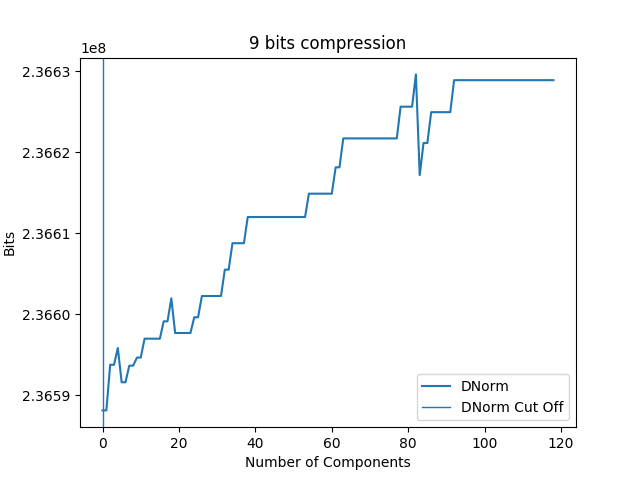 9 bits compression
1e8
2.3663
2.3662
2.3661
2.3660
2.3659
Bits
0 20 40 60 80 100 120
Number of Components
DNorm
DNorm Cut Off